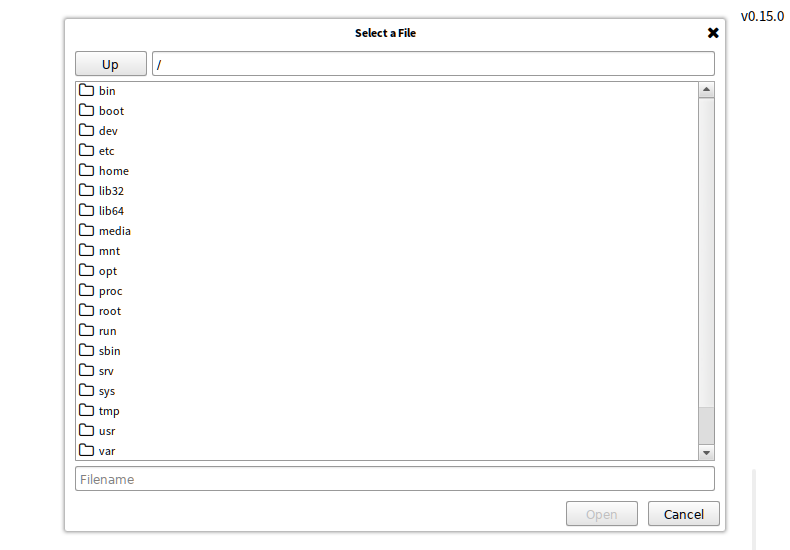 v0.15.0
Select a File
Up
/
bin
boot
dev
etc
home
lib32
lib64
media
mnt
opt
proc
root
run
sbin
srv
sys
tmp
usr
var
Filename
Open
Cancel